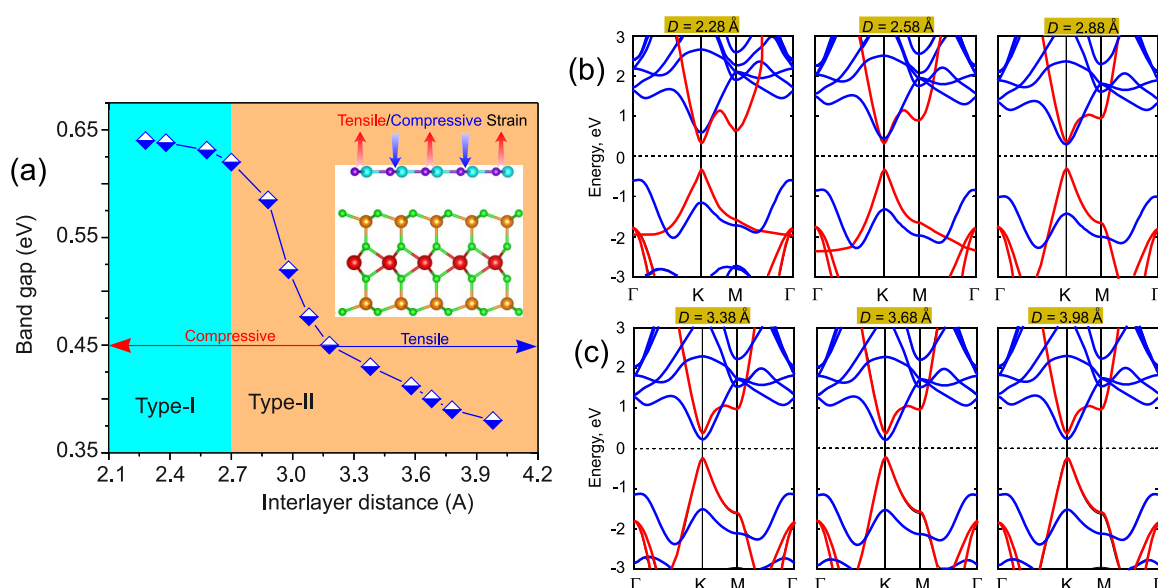 (a)
Band gap (eV)
0.65
0.55
0.45
0.35
Tensile/Compressive Strain
Compressive
Tensile
Type-I
Type-II
2.1 2.4 2.7 3.0 3.3 3.6 3.9 4.2
Interlayer distance (A)
(b)
D = 2.28 Å
D = 2.58 Å
D = 2.88 Å
Energy, eV
3
2
1
0
-1
-2
-3
Γ K M Γ Γ K M Γ Γ K M Γ
(c)
D = 3.38 Å
D = 3.68 Å
D = 3.98 Å
Energy, eV
3
2
1
0
-1
-2
-3
Γ K M Γ Γ K M Γ Γ K M Γ